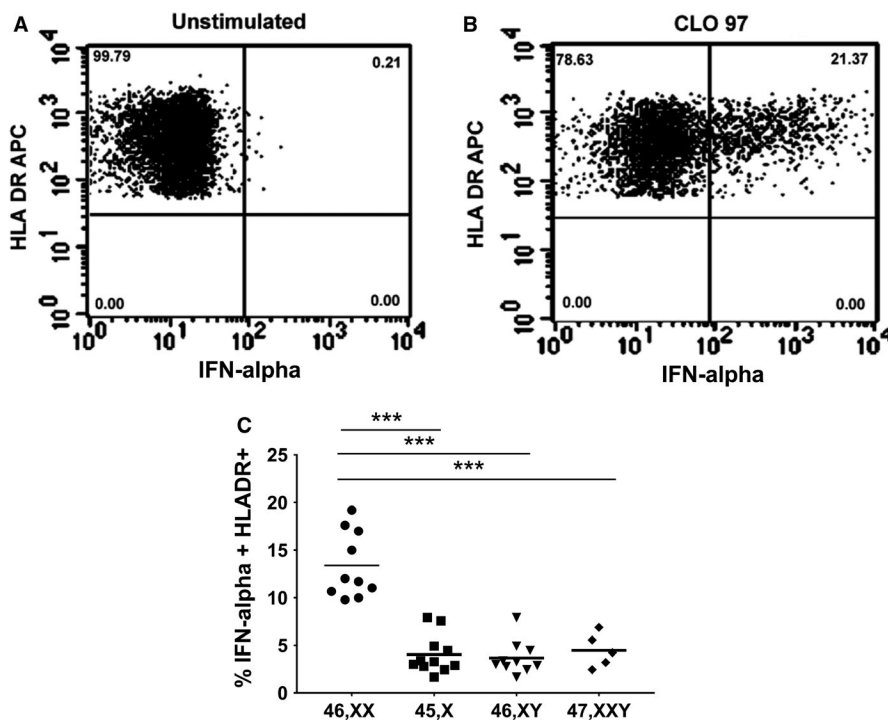 A
Unstimulated
99.79
0.21
0.00
0.00
10^0 10^1 10^2 10^3 10^4
HLA DR APC
10^0 10^1 10^2 10^3 10^4
IFN-alpha
B
CLO 97
78.63
21.37
0.00
0.00
10^0 10^1 10^2 10^3 10^4
HLA DR APC
10^0 10^1 10^2 10^3 10^4
IFN-alpha
C
***
***
***
25
20
15
10
5
0
% IFN-alpha + HLADR+
46,XX 45,X 46,XY 47,XXY